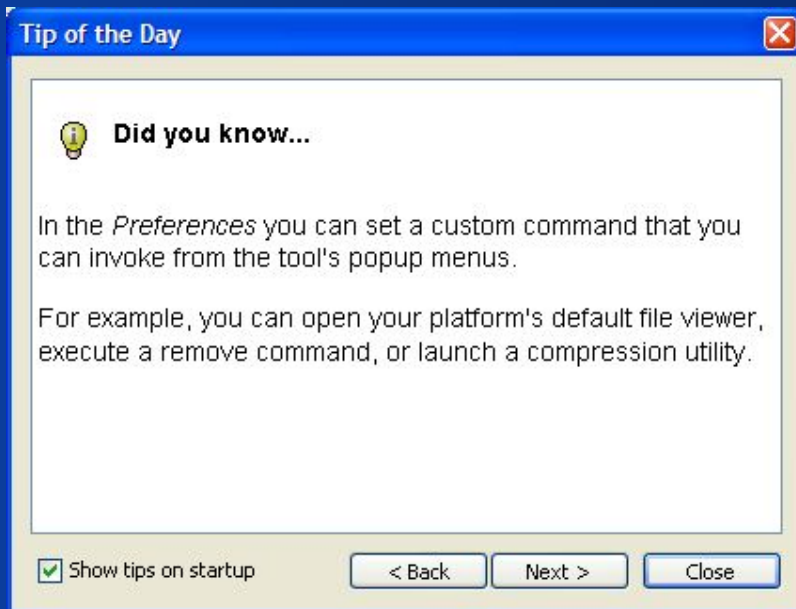 Tip of the Day
Did you know...
In the Preferences you can set a custom command that you
can invoke from the tool's popup menus.
For example, you can open your platform's default file viewer,
execute a remove command, or launch a compression utility.
Show tips on startup
< Back
Next >
Close